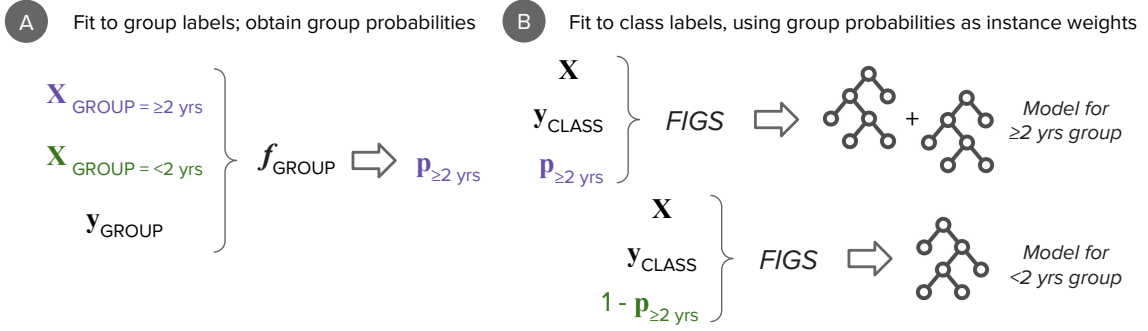 A Fit to group labels; obtain group probabilities
X GROUP = ≥2 yrs
X GROUP = <2 yrs
y GROUP
f GROUP
p ≥2 yrs
B Fit to class labels, using group probabilities as instance weights
X
y CLASS
p ≥2 yrs
FIGS
+
Model for
≥2 yrs group
X
y CLASS
1 - p ≥2 yrs
FIGS
Model for
<2 yrs group